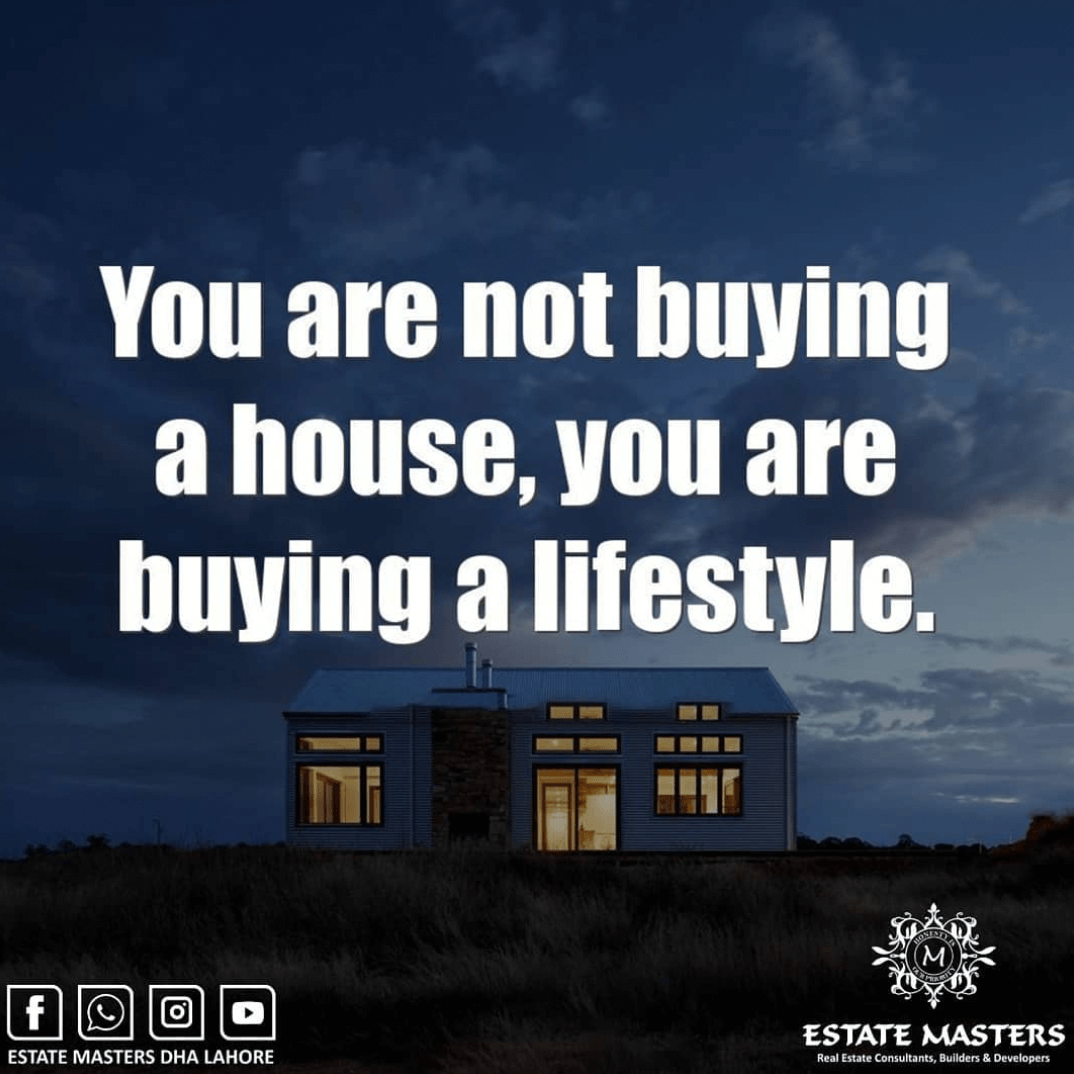 You are not buying
a house, you are
buying a lifestyle.
HONESTY IS
M
OUR PRIORITY
ESTATE MASTERS DHA LAHORE
ESTATE MASTERS
Real Estate Consultants, Builders & Developers